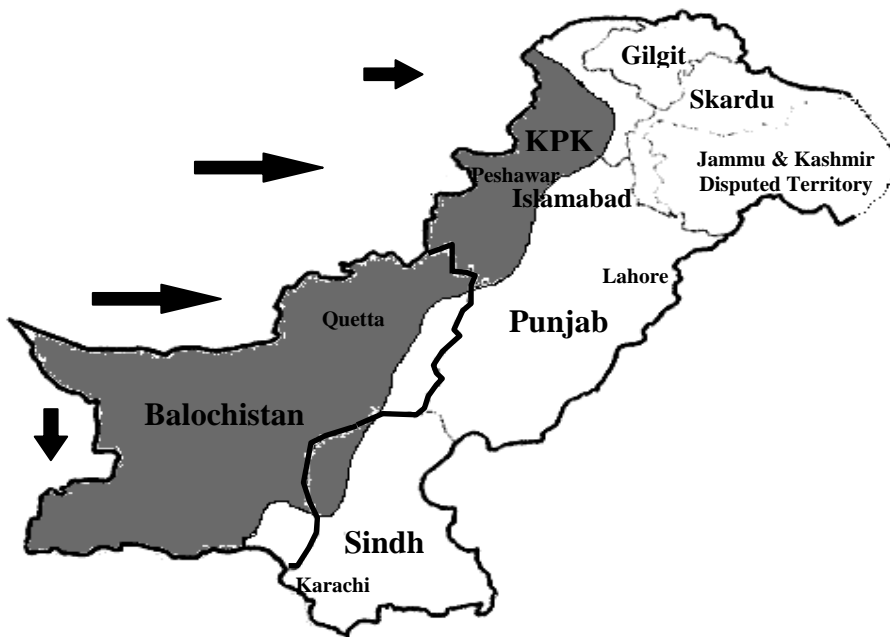 Gilgit
Skardu
KPK
Jammu & Kashmir
Disputed Territory
Peshawar
Islamabad
Lahore
Quetta
Punjab
Balochistan
Sindh
Karachi